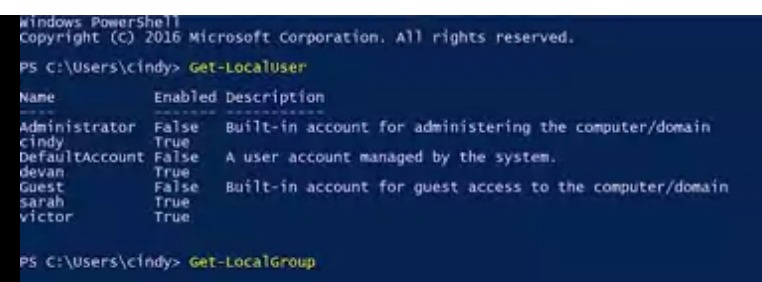 Windows PowerShell
Copyright (C) 2016 Microsoft Corporation. All rights reserved.
PS C:\Users\cindy> Get-LocalUser
Name Enabled Description
---- ------- -----------
Administrator False Built-in account for administering the computer/domain
cindy True
DefaultAccount False A user account managed by the system.
devan True
Guest False Built-in account for guest access to the computer/domain
sarah True
victor True
PS C:\Users\cindy> Get-LocalGroup